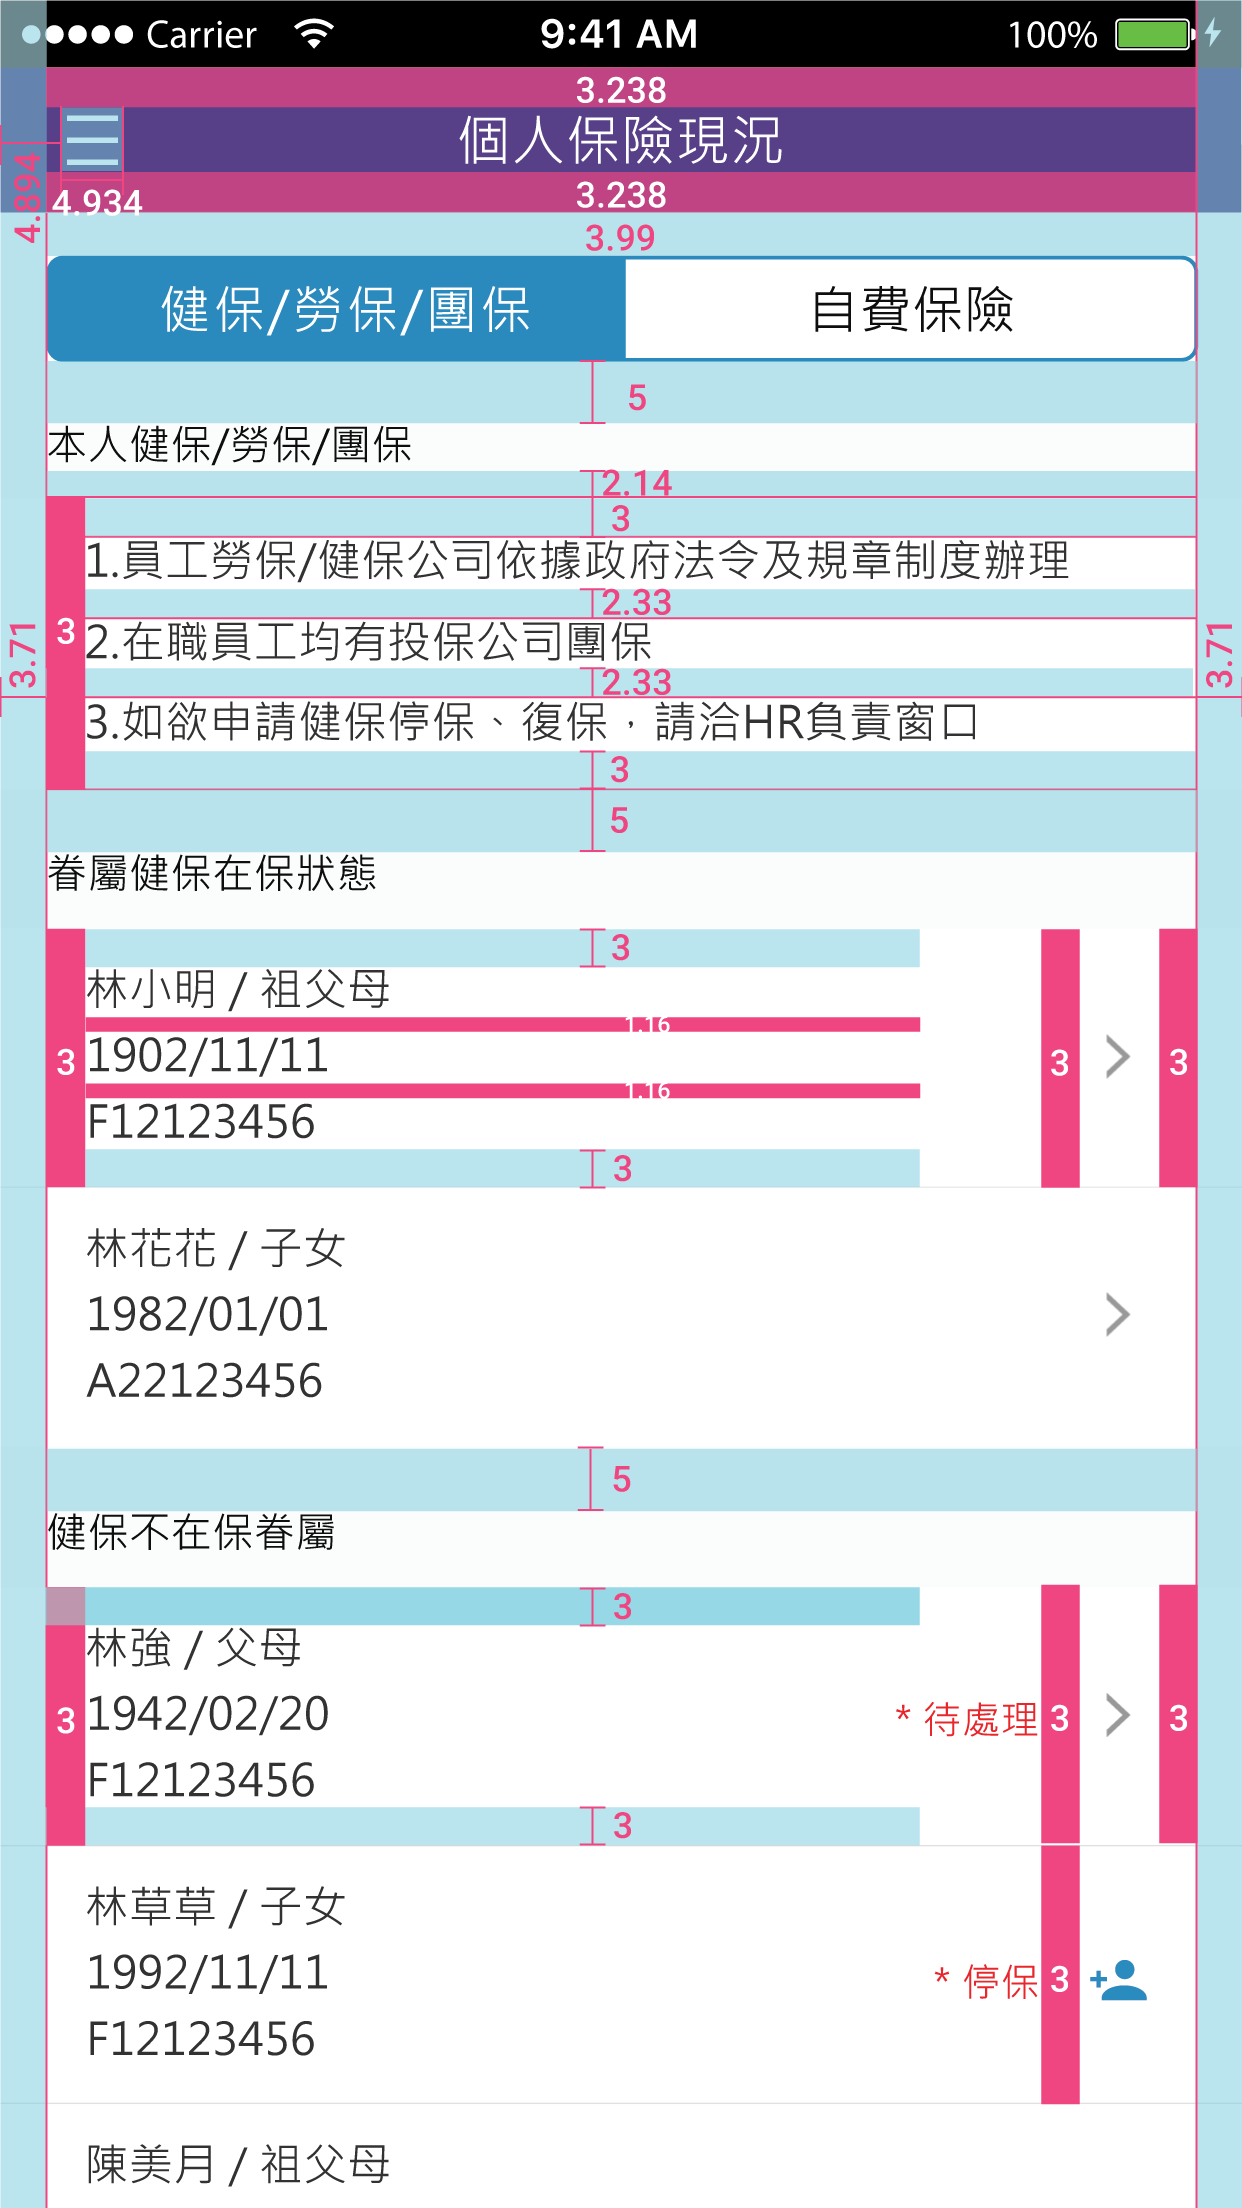 Carrier 9:41 AM 100%
3.238
個人保險現況
4.894
4.934
3.238
3.99
健保/勞保/團保 自費保險
5
本人健保/勞保/團保
2.14
3
1.員工勞保/健保公司依據政府法令及規章制度辦理
2.33
3
2.在職員工均有投保公司團保
3.71
3.71
2.33
3.如欲申請健保停保、復保，請洽HR負責窗口
3
5
眷屬健保在保狀態
3
林小明 / 祖父母
1.16
3 1902/11/11 3 3
1.16
F12123456
3
林花花 / 子女
1982/01/01
A22123456
5
健保不在保眷屬
3
林強 / 父母
3 1942/02/20 * 待處理 3 3
F12123456
3
林草草 / 子女
1992/11/11 * 停保 3
F12123456
陳美月 / 祖父母